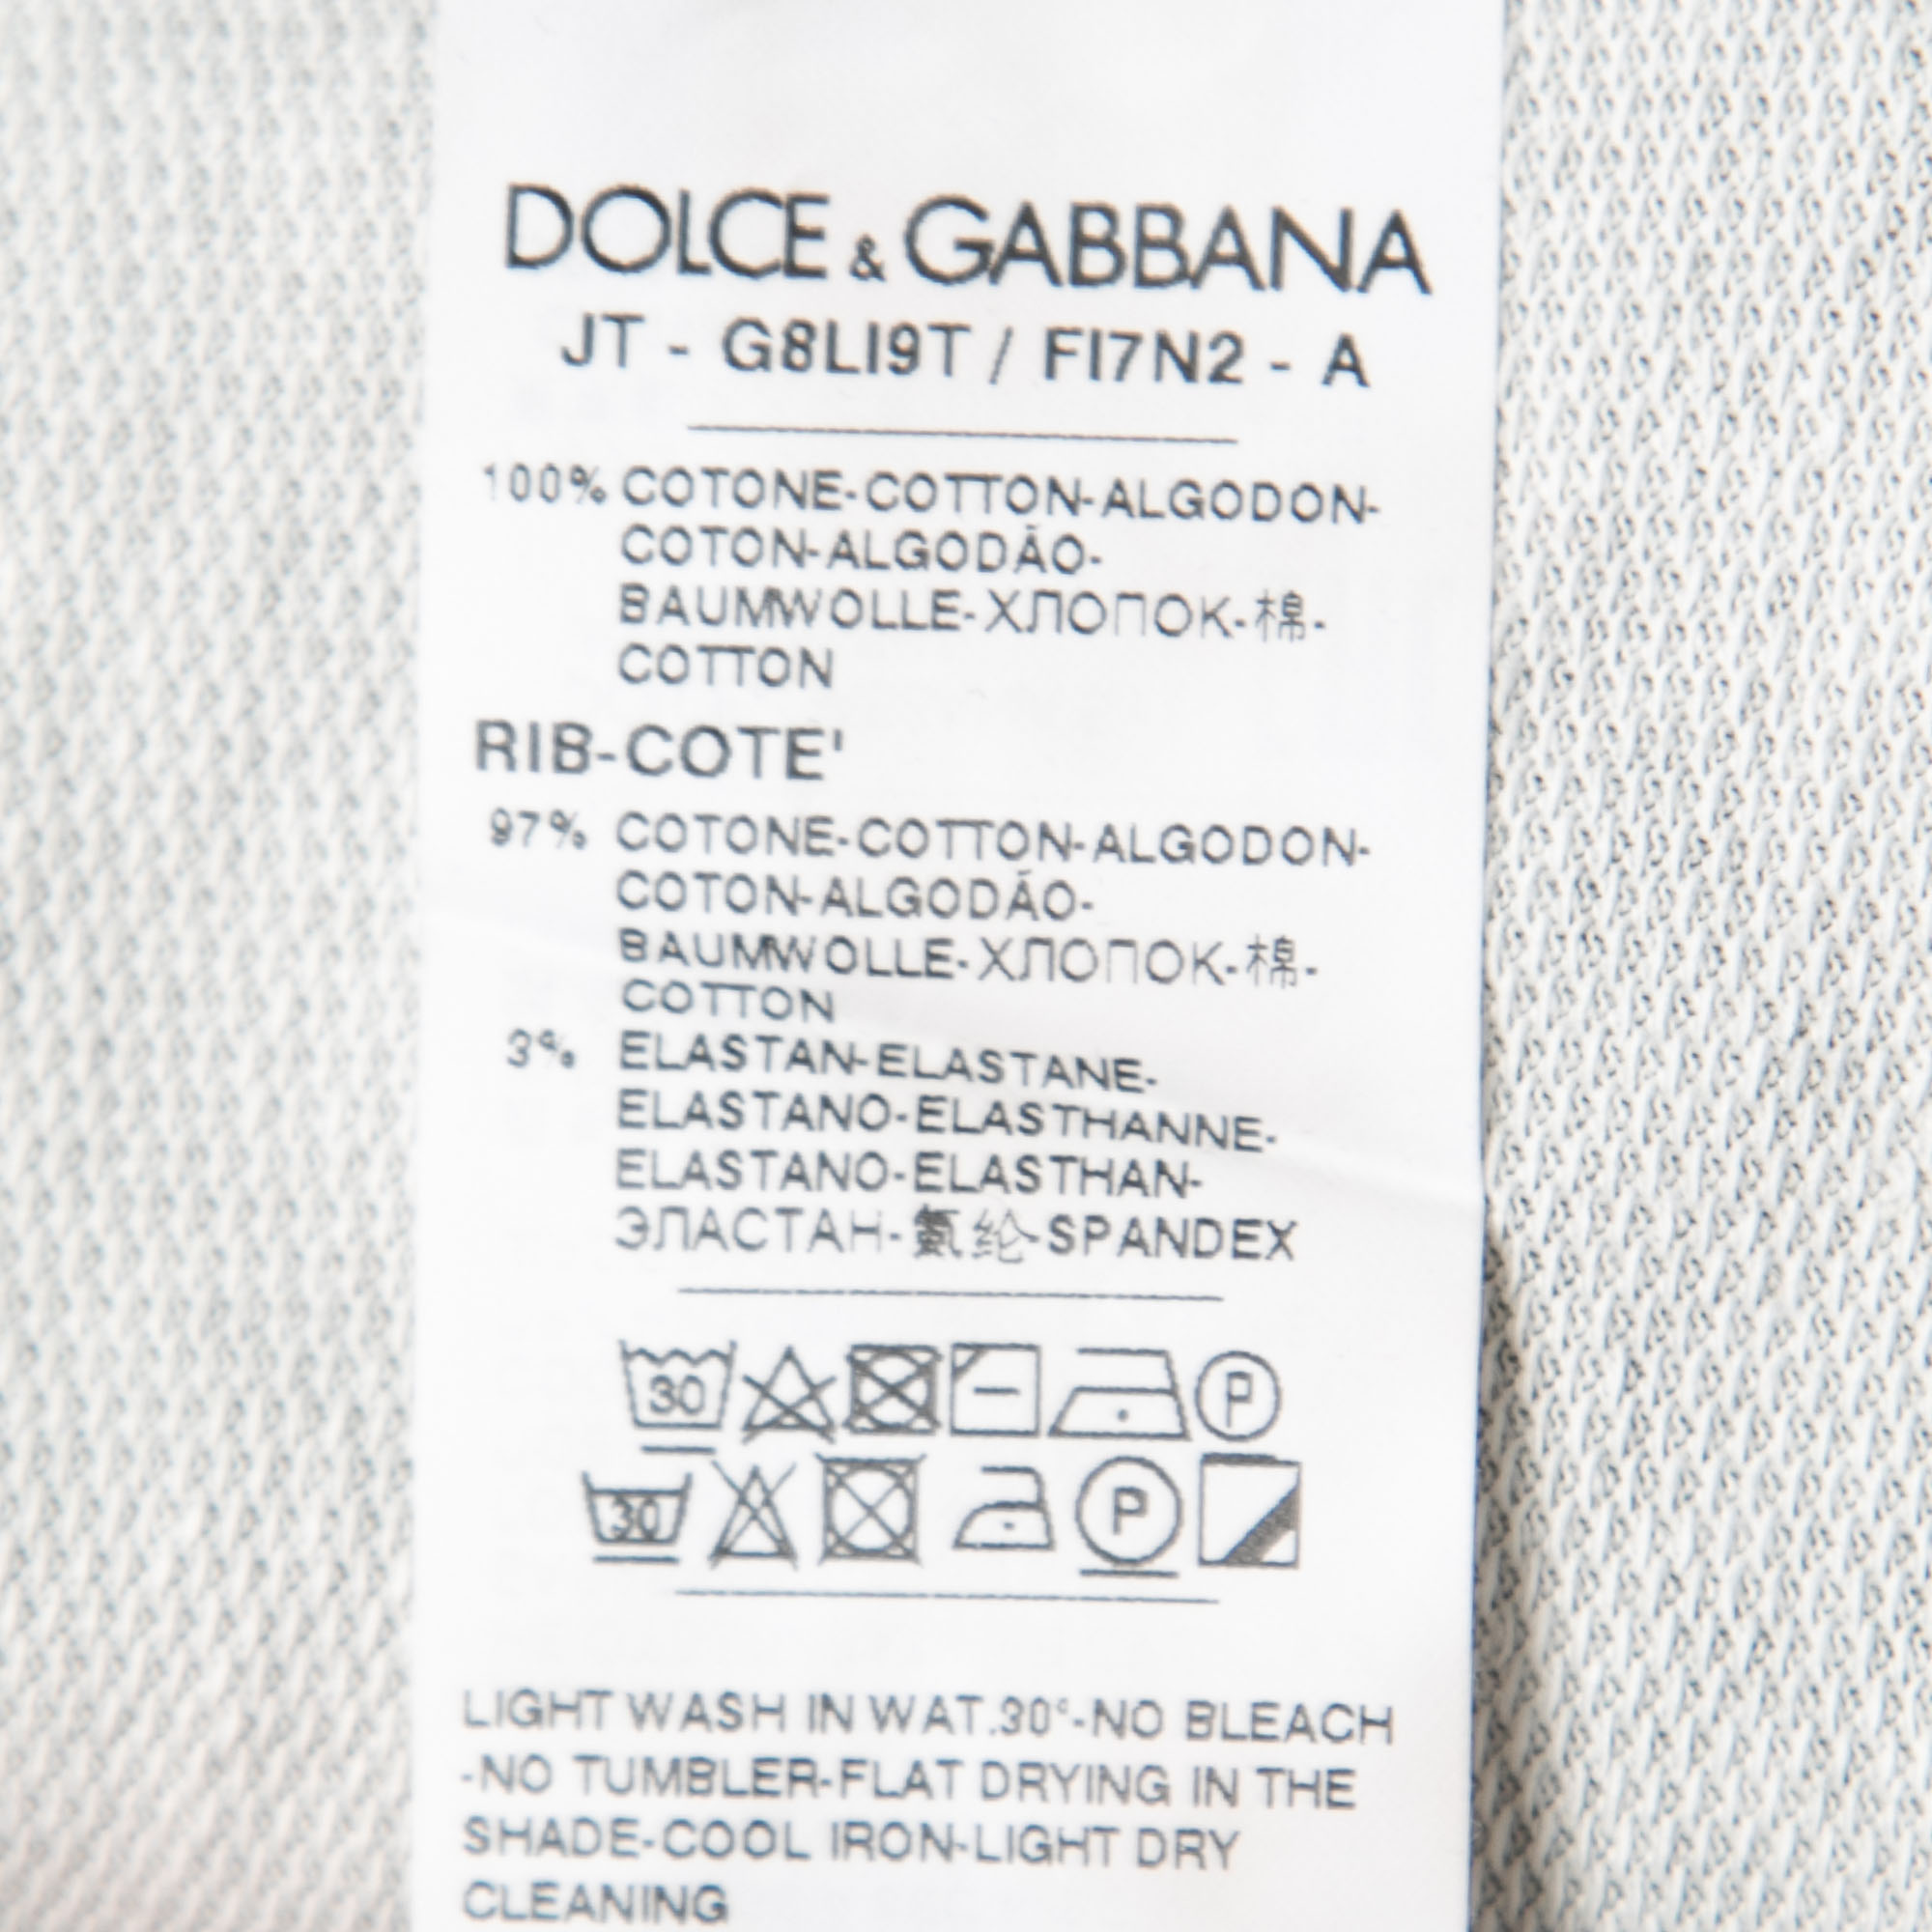 DOLCE & GABBANA
JT - G8LI9T / FI7N2 - A
100% COTONE-COTTON-ALGODON-
COTON-ALGODÃO-
BAUMWOLLE-ХЛОПОК-棉-
COTTON
RIB-COTE'
97% COTONE-COTTON-ALGODON-
COTON-ALGODÃO-
BAUMWOLLE-ХЛОПОК-棉-
COTTON
3% ELASTAN-ELASTANE-
ELASTANO-ELASTHANNE-
ELASTANO-ELASTHAN-
ЭЛАСТАН-氨纶-SPANDEX
30 P
30 P
LIGHT WASH IN WAT.30°-NO BLEACH
-NO TUMBLER-FLAT DRYING IN THE
SHADE-COOL IRON-LIGHT DRY
CLEANING